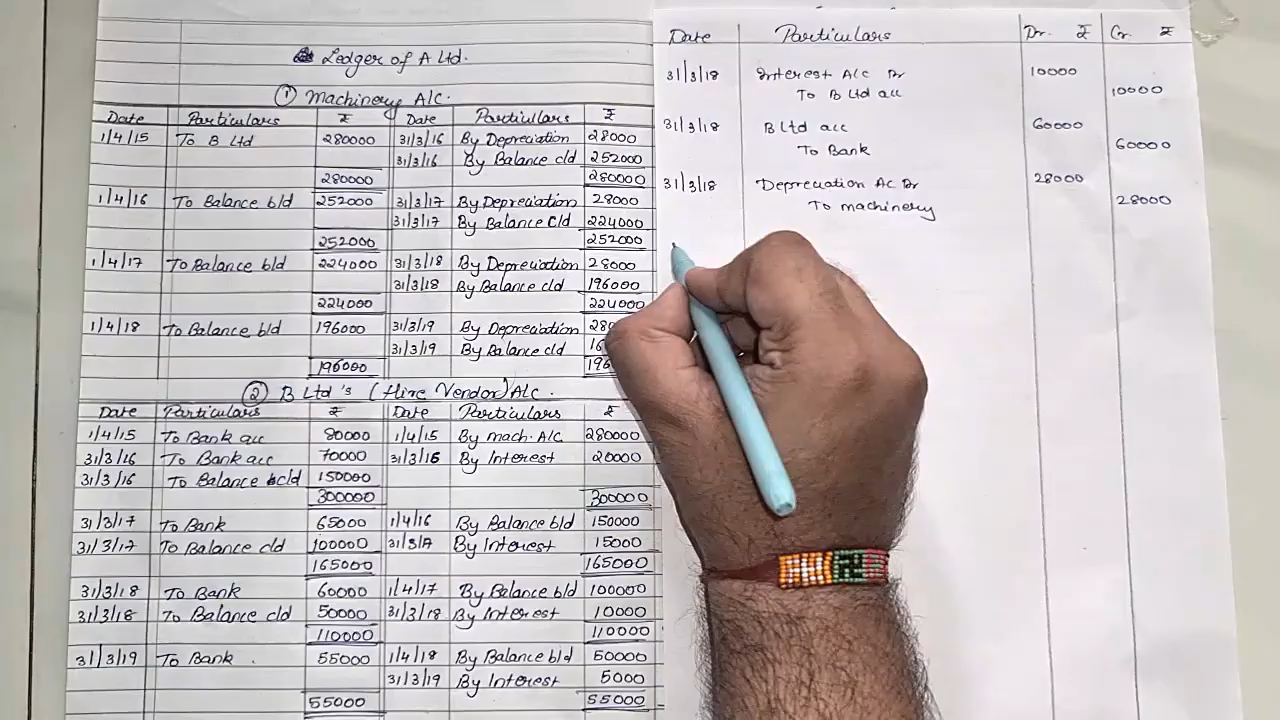 Ledger of A Ltd.
① Machinery A/c.
Date Particulars ₹ Date Particulars ₹
1/4/15 To B Ltd 280000 31/3/16 By Depreciation 28000
31/3/16 By Balance c/d 252000
280000 280000
1/4/16 To Balance b/d 252000 31/3/17 By Depreciation 28000
31/3/17 By Balance C/d 224000
252000 252000
1/4/17 To Balance b/d 224000 31/3/18 By Depreciation 28000
31/3/18 By Balance c/d 196000
224000 224000
1/4/18 To Balance b/d 196000 31/3/19 By Depreciation
31/3/19 By Balance c/d
196000
② B Ltd's (Hire Vendor) A/c.
Date Particulars ₹ Date Particulars ₹
1/4/15 To Bank acc 80000 1/4/15 By mach. A/C 280000
31/3/16 To Bank acc 70000 31/3/16 By Interest 20000
31/3/16 To Balance c/d 150000
300000 300000
31/3/17 To Bank 65000 1/4/16 By Balance b/d 150000
31/3/17 To Balance c/d 100000 31/3/17 By Interest 15000
165000 165000
31/3/18 To Bank 60000 1/4/17 By Balance b/d 100000
31/3/18 To Balance c/d 50000 31/3/18 By Interest 10000
110000 110000
31/3/19 To Bank . 55000 1/4/18 By Balance b/d 50000
31/3/19 By Interest 5000
55000 55000
Date Particulars Dr. ₹ Cr. ₹
31/3/18 Interest A/C Dr 10000
To B Ltd acc 10000
31/3/18 B Ltd acc 60000
To Bank 60000
31/3/18 Depreciation Ac Dr 28000
To machinery 28000